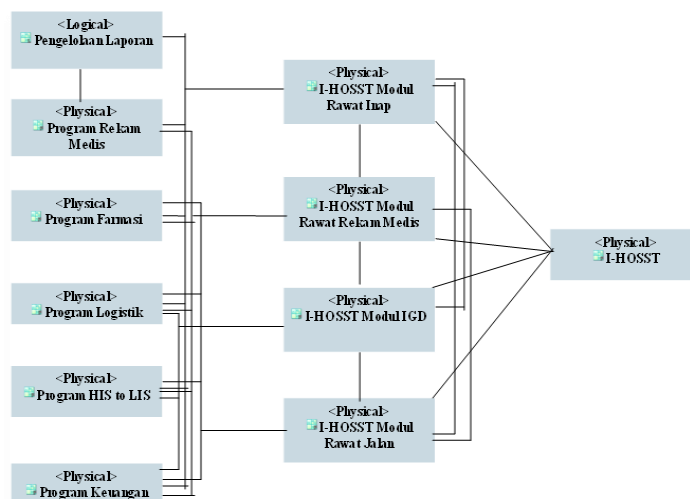 <Logical>
Pengelolaan Laporan
<Physical>
Program Rekam
Medis
<Physical>
Program Farmasi
<Physical>
Program Logistik
<Physical>
Program HIS to LIS
<Physical>
Program Keuangan
<Physical>
I-HOSST Modul
Rawat Inap
<Physical>
I-HOSST Modul
Rawat Rekam Medis
<Physical>
I-HOSST Modul IGD
<Physical>
I-HOSST Modul
Rawat Jalan
<Physical>
I-HOSST